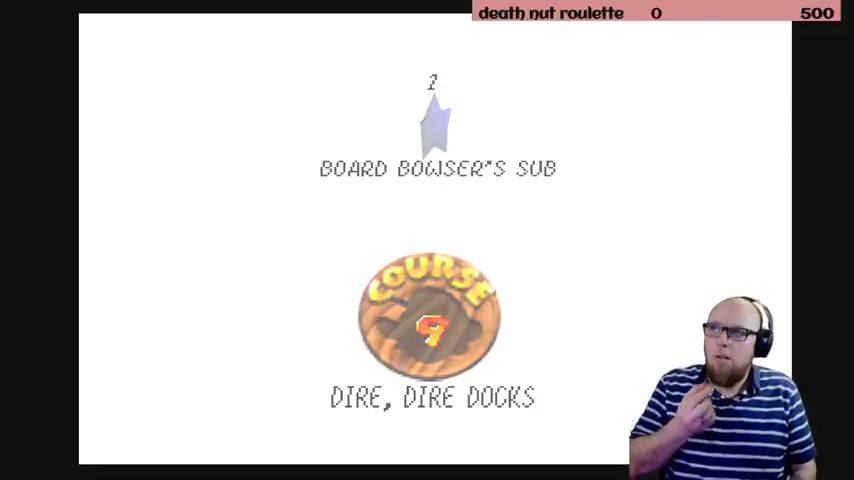 death nut roulette 0 500
1
BOARD BOWSER"S SUB
COURSE
9
DIRE, DIRE DOCKS